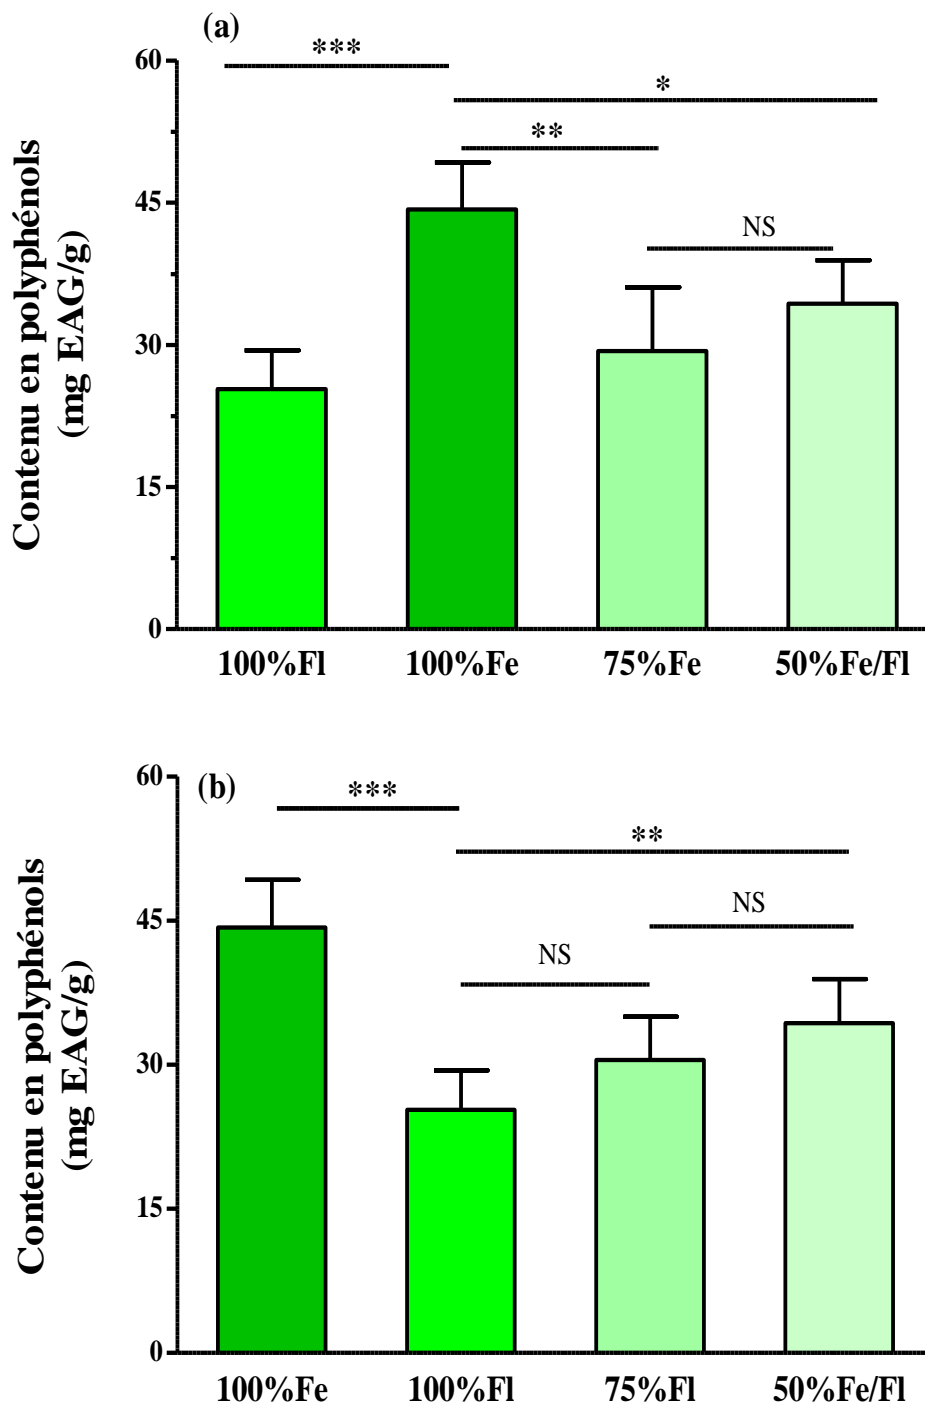 (a)
***
*
**
NS
60
45
30
15
0
Contenu en polyphénols
(mg EAG/g)
100%Fl 100%Fe 75%Fe 50%Fe/Fl
(b)
***
**
NS
NS
60
45
30
15
0
Contenu en polyphénols
(mg EAG/g)
100%Fe 100%Fl 75%Fl 50%Fe/Fl